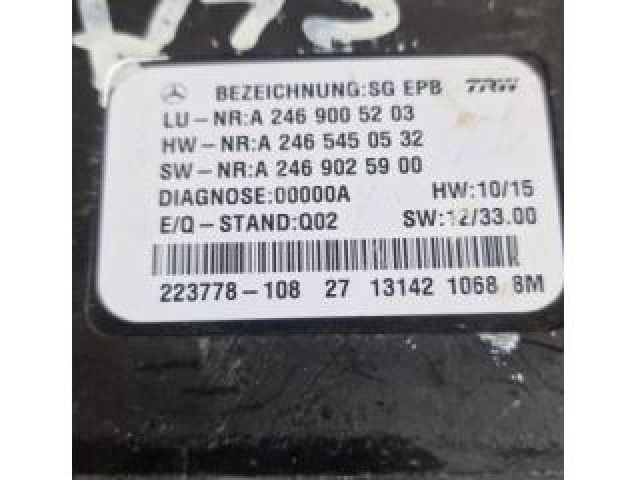 BEZEICHNUNG:SG EPB TRW
LU-NR:A 246 900 52 03
HW-NR:A 246 545 05 32
SW-NR:A 246 902 59 00
DIAGNOSE:00000A HW:10/15
E/Q-STAND:Q02 SW:12/33.00
223778-108 27 13142 1068 8M